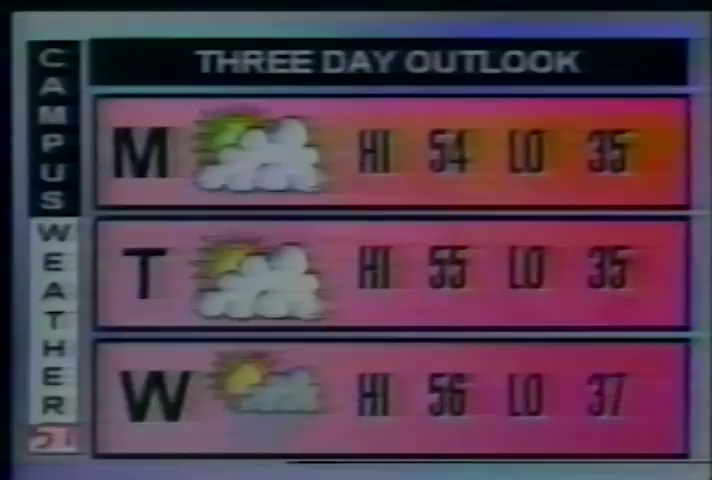 CAMPUS
WEATHER
THREE DAY OUTLOOK
M HI 54 LO 35
T HI 55 LO 35
W HI 56 LO 37